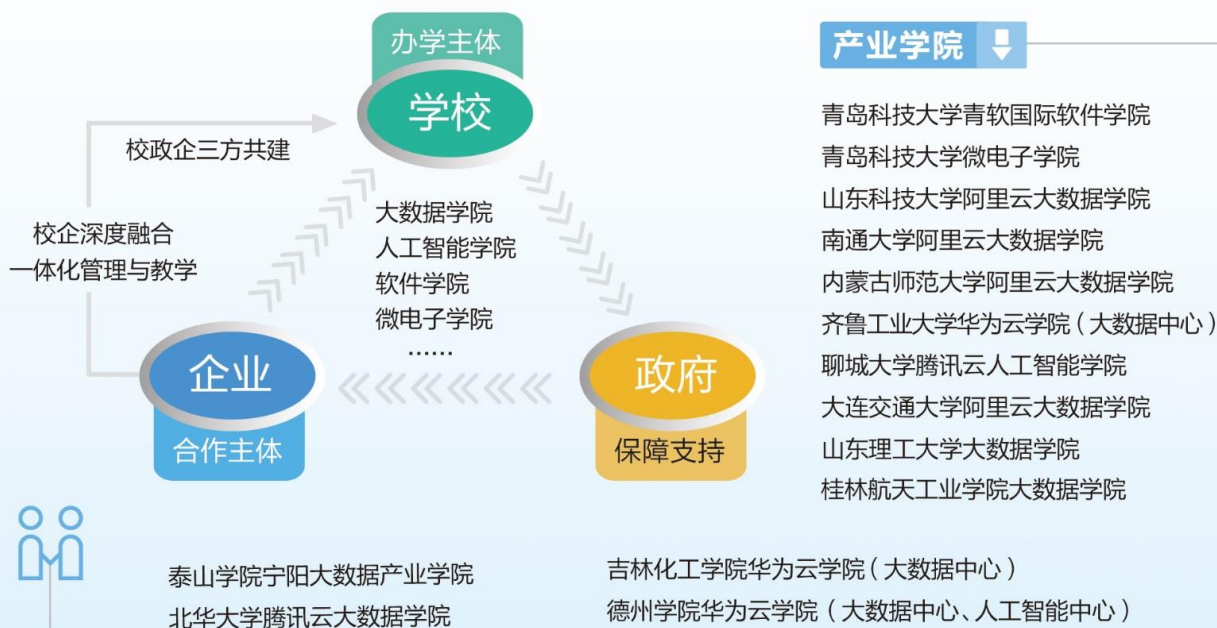 办学主体
学校
校政企三方共建
校企深度融合
一体化管理与教学
大数据学院
人工智能学院
软件学院
微电子学院
......
企业
合作主体
政府
保障支持
产业学院
青岛科技大学青软国际软件学院
青岛科技大学微电子学院
山东科技大学阿里云大数据学院
南通大学阿里云大数据学院
内蒙古师范大学阿里云大数据学院
齐鲁工业大学华为云学院（大数据中心）
聊城大学腾讯云人工智能学院
大连交通大学阿里云大数据学院
山东理工大学大数据学院
桂林航天工业学院大数据学院
泰山学院宁阳大数据产业学院
北华大学腾讯云大数据学院
吉林化工学院华为云学院（大数据中心）
德州学院华为云学院（大数据中心、人工智能中心）